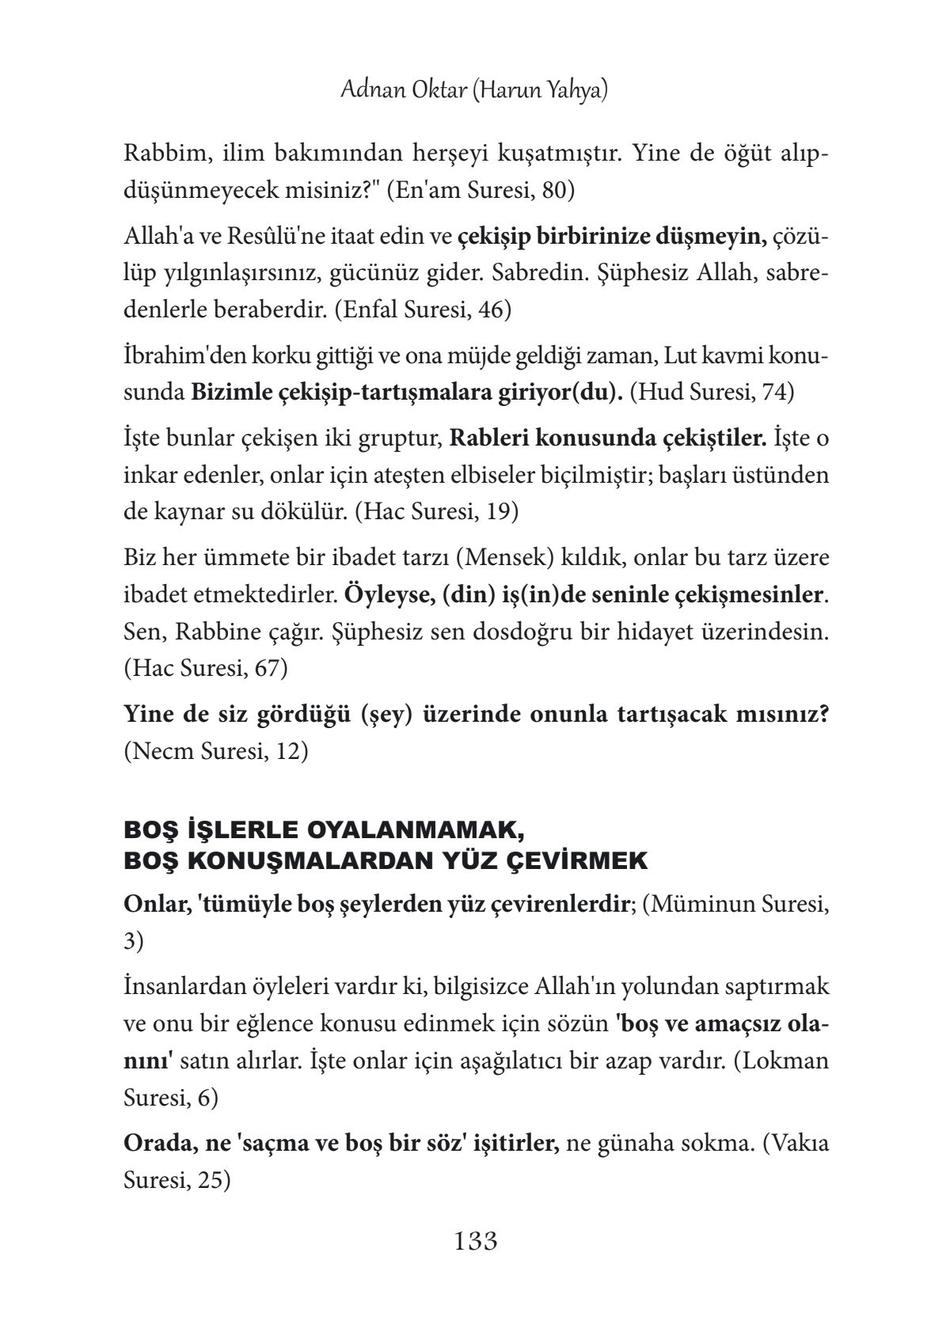 Adnan Oktar (Harun Yahya)
Rabbim, ilim bakımından herşeyi kuşatmıştır. Yine de öğüt alıp-
düşünmeyecek misiniz?" (En'am Suresi, 80)
Allah'a ve Resûlü'ne itaat edin ve çekişip birbirinize düşmeyin, çözü-
lüp yılgınlaşırsınız, gücünüz gider. Sabredin. Şüphesiz Allah, sabre-
denlerle beraberdir. (Enfal Suresi, 46)
İbrahim'den korku gittiği ve ona müjde geldiği zaman, Lut kavmi konu-
sunda Bizimle çekişip-tartışmalara giriyor(du). (Hud Suresi, 74)
İşte bunlar çekişen iki gruptur, Rableri konusunda çekiştiler. İşte o
inkar edenler, onlar için ateşten elbiseler biçilmiştir; başları üstünden
de kaynar su dökülür. (Hac Suresi, 19)
Biz her ümmete bir ibadet tarzı (Mensek) kıldık, onlar bu tarz üzere
ibadet etmektedirler. Öyleyse, (din) iş(in)de seninle çekişmesinler.
Sen, Rabbine çağır. Şüphesiz sen dosdoğru bir hidayet üzerindesin.
(Hac Suresi, 67)
Yine de siz gördüğü (şey) üzerinde onunla tartışacak mısınız?
(Necm Suresi, 12)
BOŞ İŞLERLE OYALANMAMAK,
BOŞ KONUŞMALARDAN YÜZ ÇEVİRMEK
Onlar, 'tümüyle boş şeylerden yüz çevirenlerdir; (Müminun Suresi,
3)
İnsanlardan öyleleri vardır ki, bilgisizce Allah'ın yolundan saptırmak
ve onu bir eğlence konusu edinmek için sözün 'boş ve amaçsız ola-
nını' satın alırlar. İşte onlar için aşağılatıcı bir azap vardır. (Lokman
Suresi, 6)
Orada, ne 'saçma ve boş bir söz' işitirler, ne günaha sokma. (Vakıa
Suresi, 25)
133